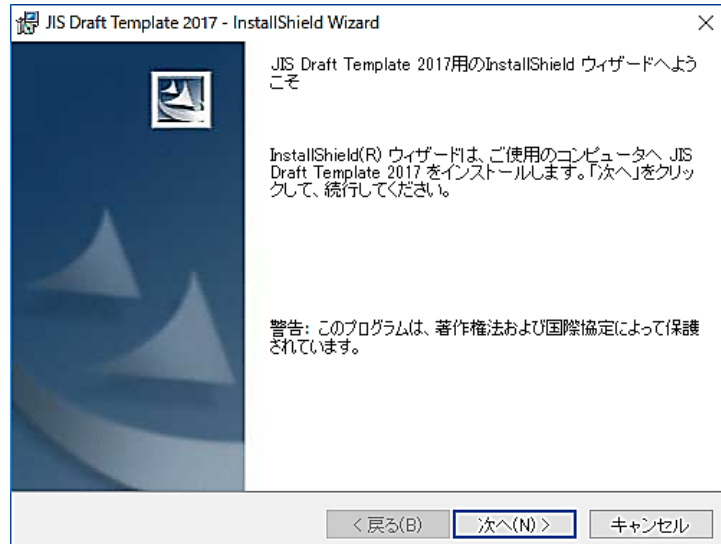 JIS Draft Template 2017 - InstallShield Wizard
JIS Draft Template 2017用のInstallShield ウィザードへよう
こそ
InstallShield(R) ウィザードは、ご使用のコンピュータへ JIS
Draft Template 2017 をインストールします。「次へ」をクリッ
クして、続行してください。
警告: このプログラムは、著作権法および国際協定によって保護
されています。
< 戻る(B)
次へ(N) >
キャンセル